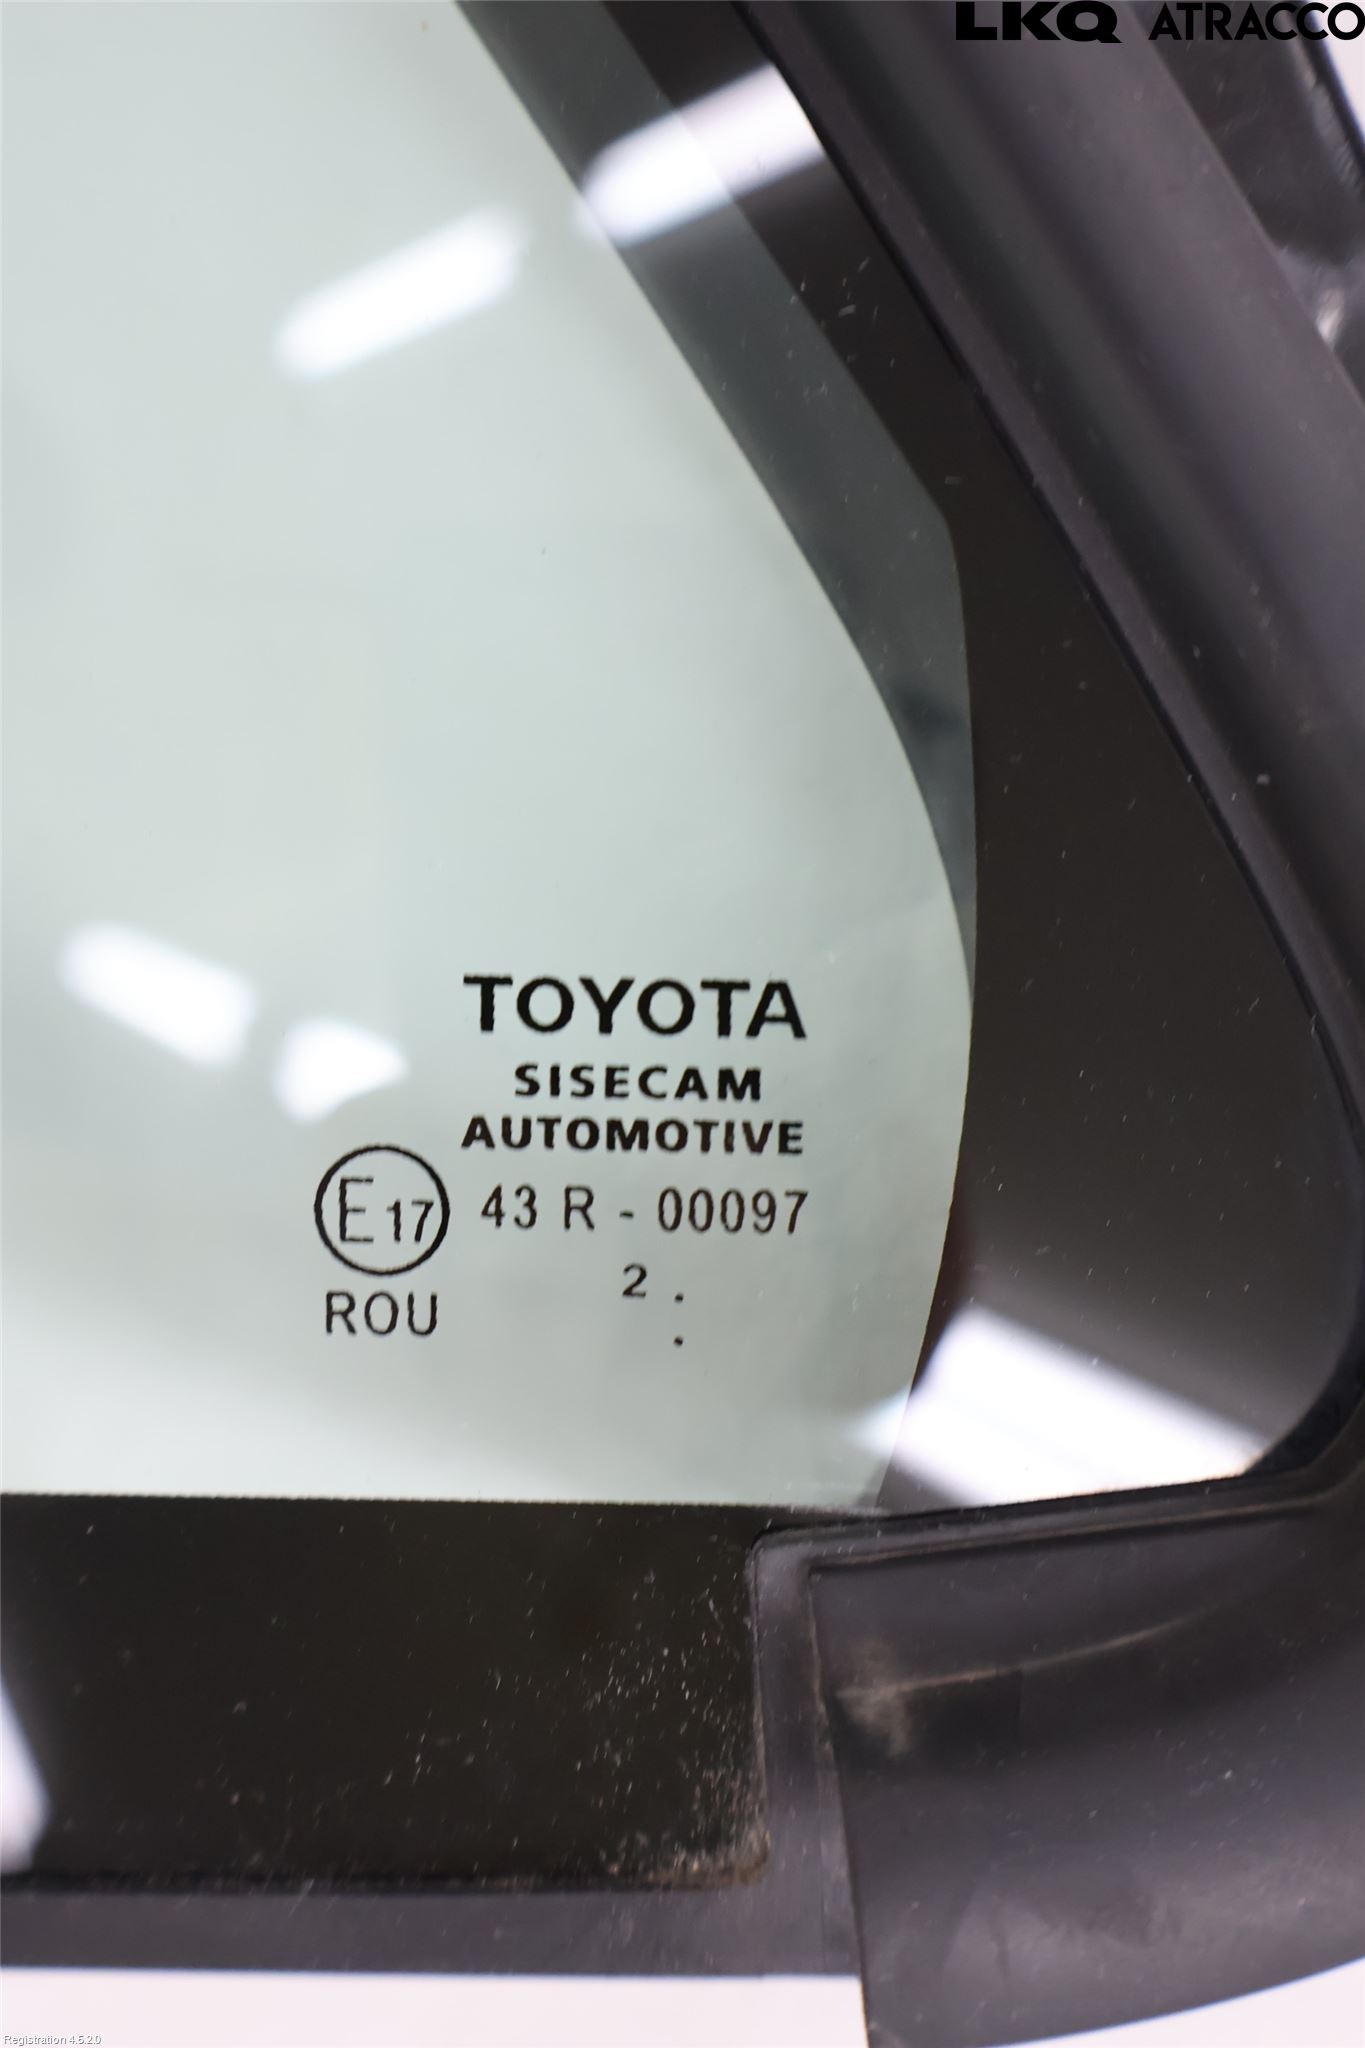 LKQ ATRACCO
TOYOTA
SISECAM
AUTOMOTIVE
E17 43 R - 00097
2 .
.
ROU
Registration 4.5.2.0